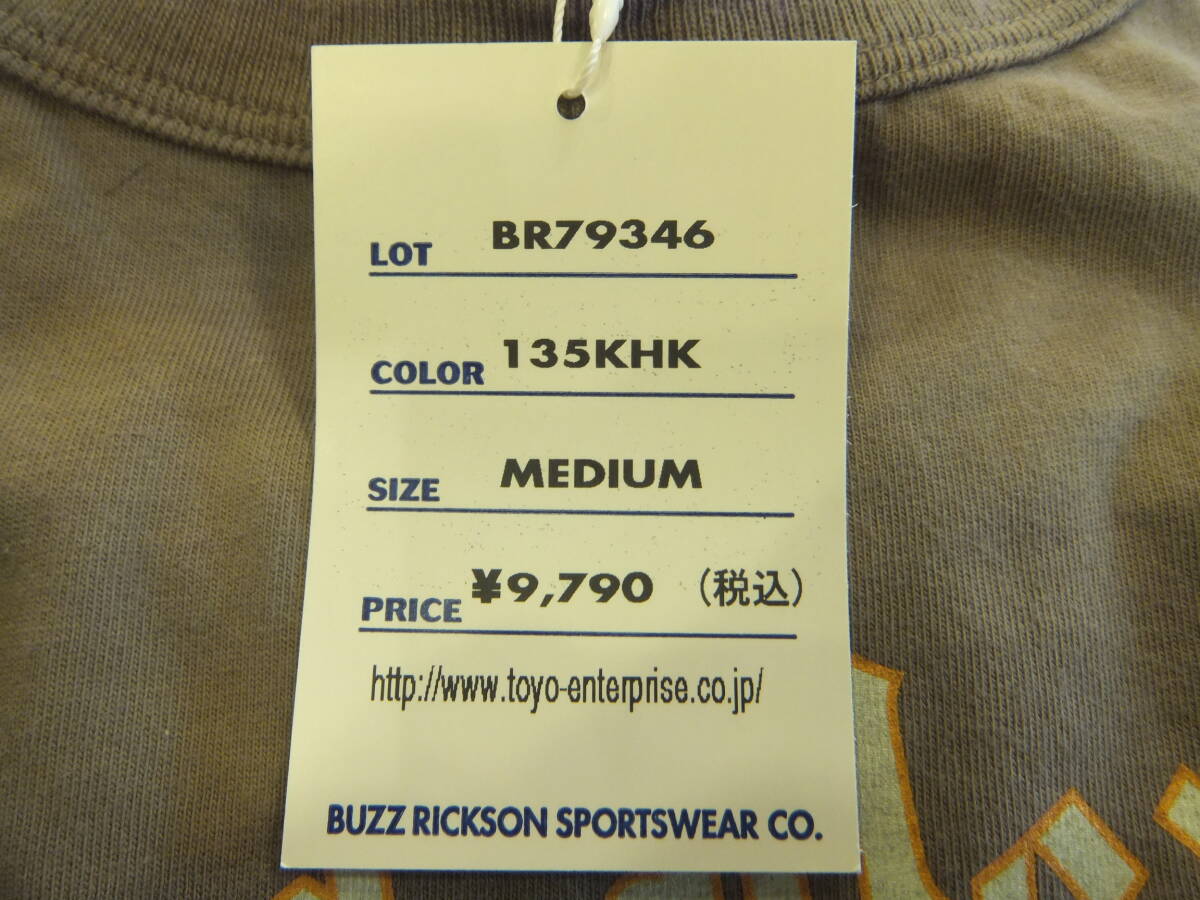 LOT BR79346
COLOR 135KHK
SIZE MEDIUM
PRICE ¥9,790 (税込)
http://www.toyo-enterprise.co.jp/
BUZZ RICKSON SPORTSWEAR CO.